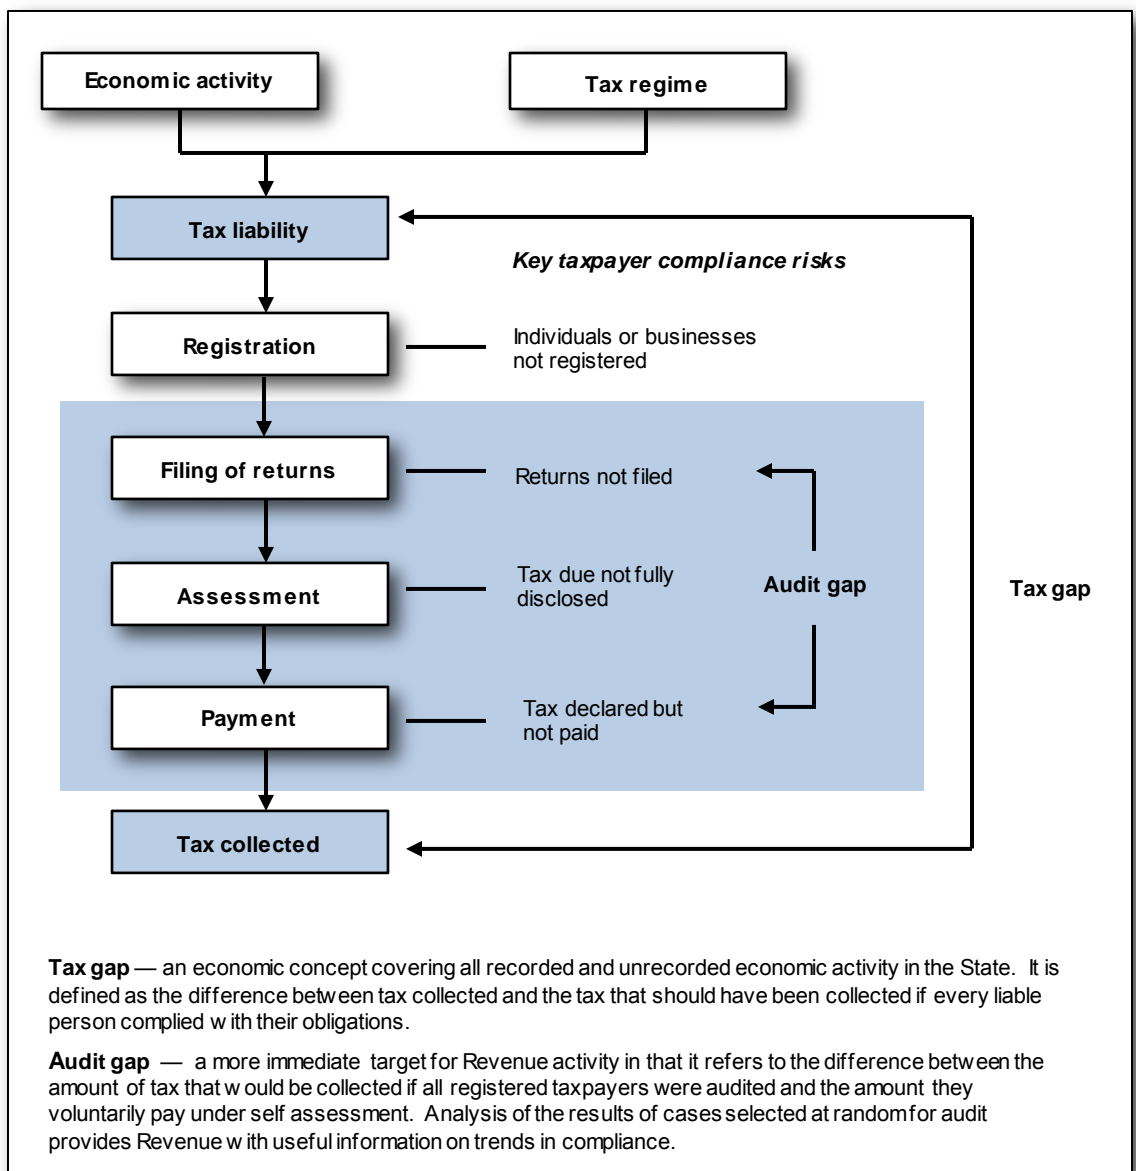 Economic activity
Tax regime
Tax liability
Key taxpayer compliance risks
Registration
Individuals or businesses
not registered
Filing of returns
Returns not filed
Assessment
Tax due not fully
disclosed
Audit gap
Tax gap
Payment
Tax declared but
not paid
Tax collected
Tax gap — an economic concept covering all recorded and unrecorded economic activity in the State. It is
defined as the difference between tax collected and the tax that should have been collected if every liable
person complied with their obligations.
Audit gap — a more immediate target for Revenue activity in that it refers to the difference between the
amount of tax that would be collected if all registered taxpayers were audited and the amount they
voluntarily pay under self assessment. Analysis of the results of cases selected at random for audit
provides Revenue with useful information on trends in compliance.